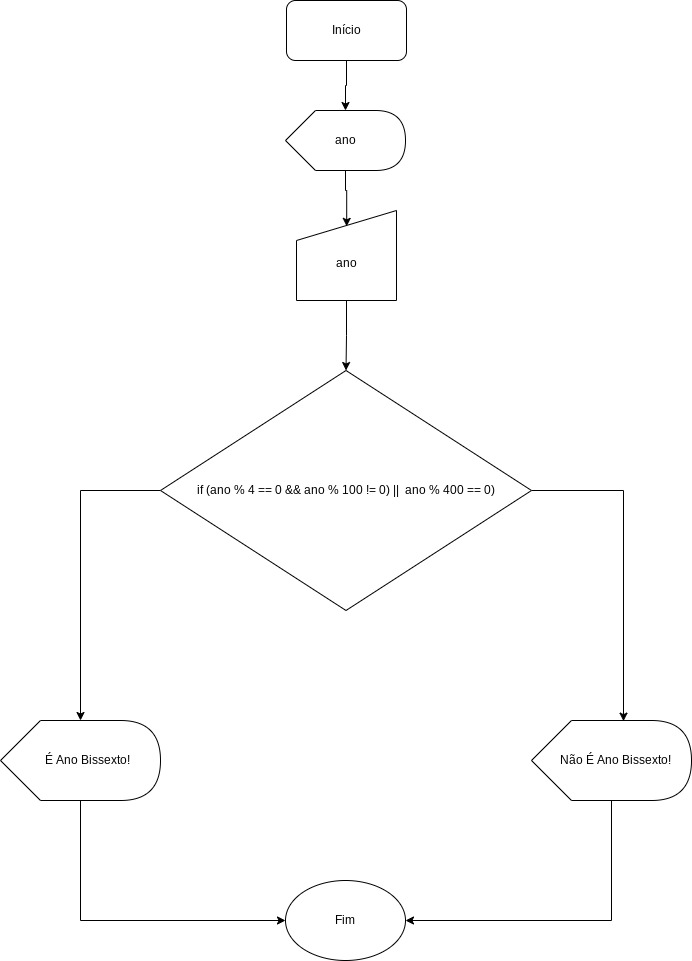 Início
ano
ano
if (ano % 4 == 0 && ano % 100 != 0) || ano % 400 == 0)
É Ano Bissexto!
Não É Ano Bissexto!
Fim